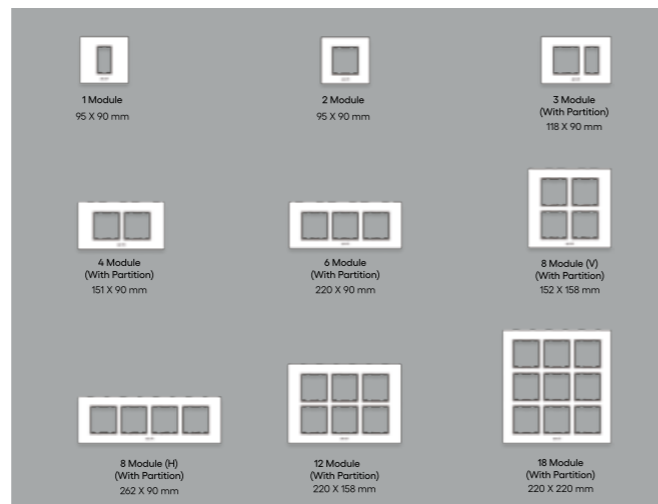 1 Module
95 X 90 mm
2 Module
95 X 90 mm
3 Module
(With Partition)
118 X 90 mm
4 Module
(With Partition)
151 X 90 mm
6 Module
(With Partition)
220 X 90 mm
8 Module (V)
(With Partition)
152 X 158 mm
8 Module (H)
(With Partition)
262 X 90 mm
12 Module
(With Partition)
220 X 158 mm
18 Module
(With Partition)
220 X 220 mm